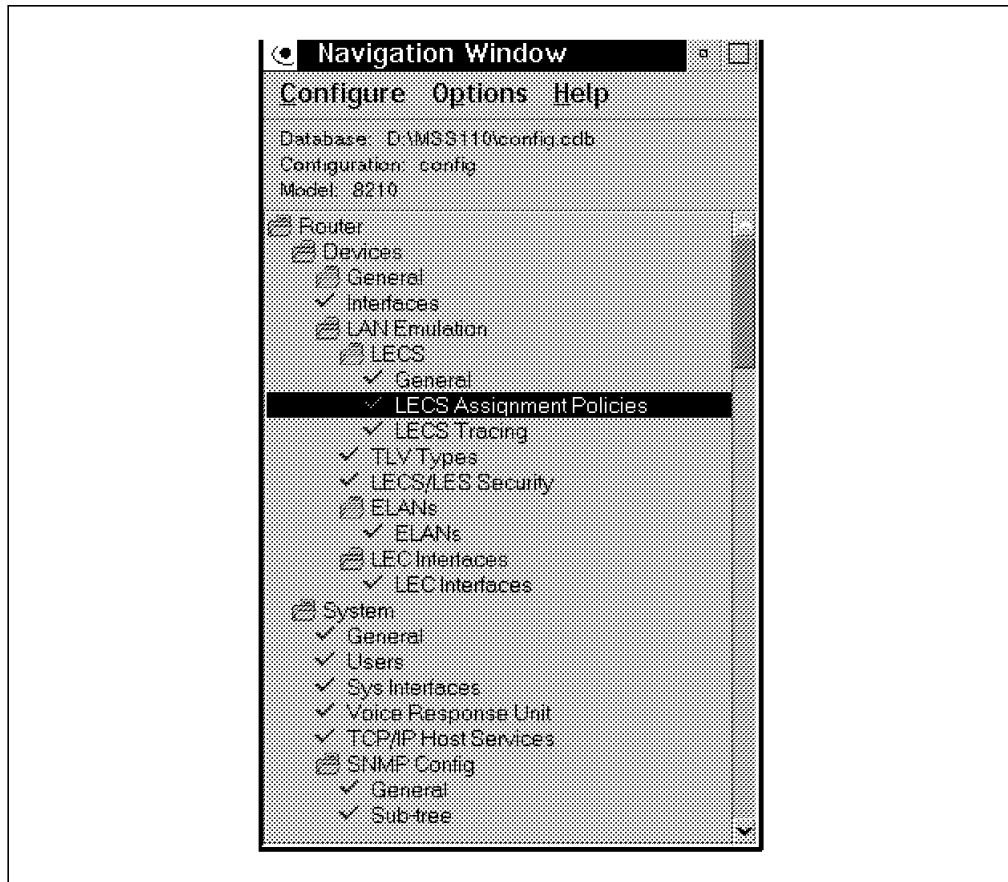 Navigation Window
Configure Options Help
Database: D:\MSS110\config.cdb
Configuration: config
Model: 8210
Router
Devices
General
Interfaces
LAN Emulation
LECS
General
LECS Assignment Policies
LECS Tracing
TLV Types
LECS/LES Security
ELANs
ELANs
LEC Interfaces
LEC Interfaces
System
General
Users
Sys Interfaces
Voice Response Unit
TCP/IP Host Services
SNMP Config
General
Sub-tree